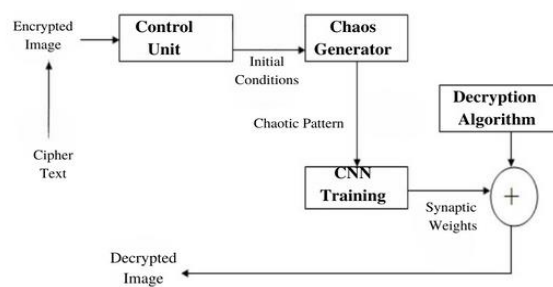 Encrypted
Image
Control
Unit
Chaos
Generator
Initial
Conditions
Decryption
Algorithm
Chaotic Pattern
Cipher
Text
CNN
Training
+
Synaptic
Weights
Decrypted
Image